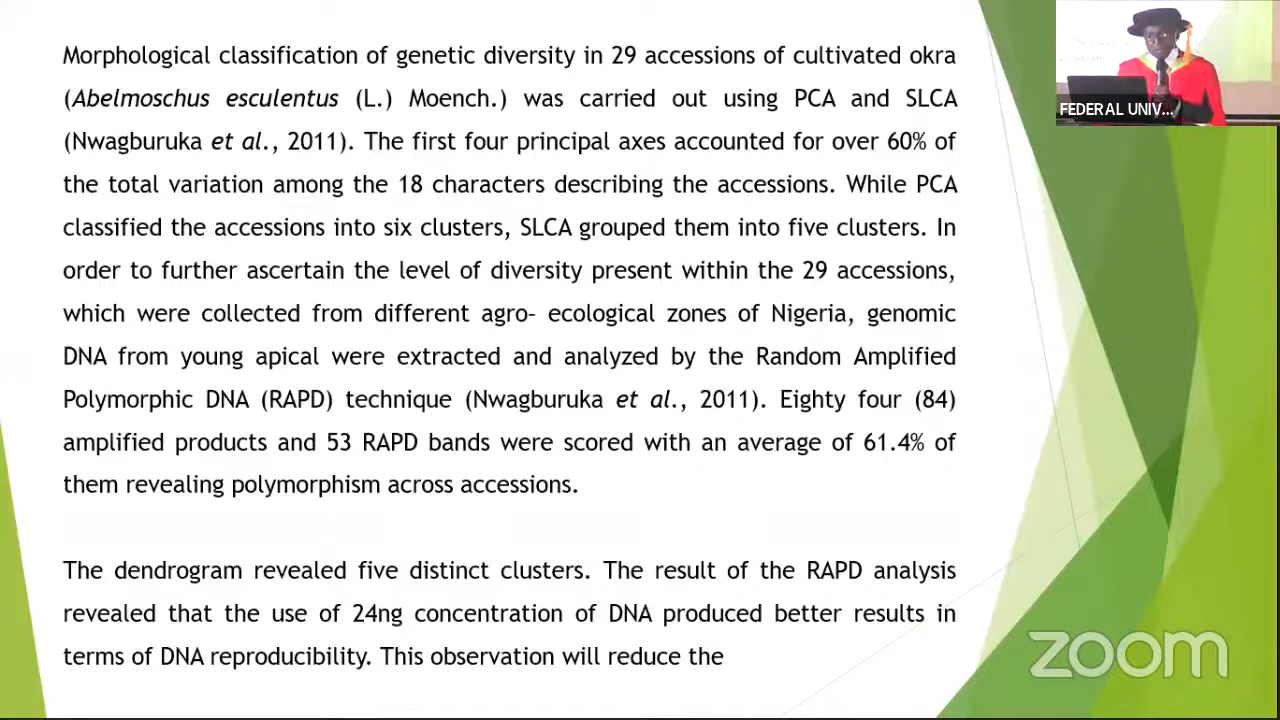 Morphological classification of genetic diversity in 29 accessions of cultivated okra
(Abelmoschus esculentus (L.) Moench.) was carried out using PCA and SLCA
(Nwagburuka et al., 2011). The first four principal axes accounted for over 60% of
the total variation among the 18 characters describing the accessions. While PCA
classified the accessions into six clusters, SLCA grouped them into five clusters. In
order to further ascertain the level of diversity present within the 29 accessions,
which were collected from different agro– ecological zones of Nigeria, genomic
DNA from young apical were extracted and analyzed by the Random Amplified
Polymorphic DNA (RAPD) technique (Nwagburuka et al., 2011). Eighty four (84)
amplified products and 53 RAPD bands were scored with an average of 61.4% of
them revealing polymorphism across accessions.
The dendrogram revealed five distinct clusters. The result of the RAPD analysis
revealed that the use of 24ng concentration of DNA produced better results in
terms of DNA reproducibility. This observation will reduce the
FEDERAL UNIV...
zoom